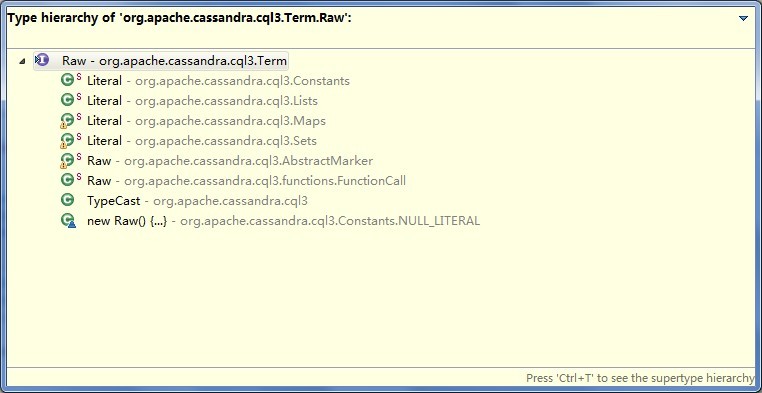 Type hierarchy of 'org.apache.cassandra.cql3.Term.Raw':
Raw - org.apache.cassandra.cql3.Term
Literal - org.apache.cassandra.cql3.Constants
Literal - org.apache.cassandra.cql3.Lists
Literal - org.apache.cassandra.cql3.Maps
Literal - org.apache.cassandra.cql3.Sets
Raw - org.apache.cassandra.cql3.AbstractMarker
Raw - org.apache.cassandra.cql3.functions.FunctionCall
TypeCast - org.apache.cassandra.cql3
new Raw() {...} - org.apache.cassandra.cql3.Constants.NULL_LITERAL
Press 'Ctrl+T' to see the supertype hierarchy